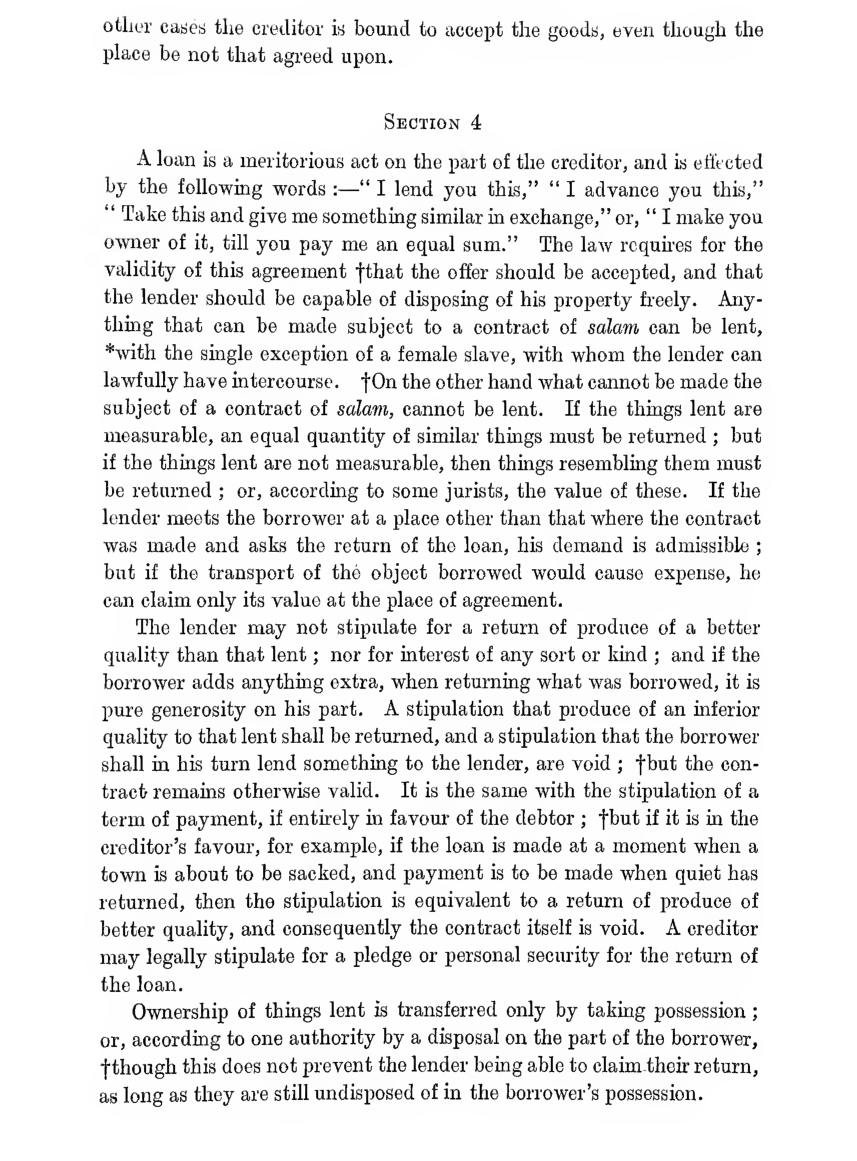 other cases the creditor is bound to accept the goods, even though the
place be not that agreed upon.
Section 4
A loan is a meritorious act on the part of the creditor, and is effected
by the following words :—“ I lend you this,” “ I advance you this,”
“ Take this and give me something similar in exchange,” or, “ I make you
owner of it, till you pay me an equal sum.” The law requires for the
validity of this agreement †that the offer should be accepted, and that
the lender should be capable of disposing of his property freely. Any-
thing that can be made subject to a contract of salam can be lent,
*with the single exception of a female slave, with whom the lender can
lawfully have intercourse. †On the other hand what cannot be made the
subject of a contract of salam, cannot be lent. If the things lent are
measurable, an equal quantity of similar things must be returned ; but
if the things lent are not measurable, then things resembling them must
be returned ; or, according to some jurists, the value of these. If the
lender meets the borrower at a place other than that where the contract
was made and asks the return of the loan, his demand is admissible ;
but if the transport of the object borrowed would cause expense, he
can claim only its value at the place of agreement.
The lender may not stipulate for a return of produce of a better
quality than that lent ; nor for interest of any sort or kind ; and if the
borrower adds anything extra, when returning what was borrowed, it is
pure generosity on his part. A stipulation that produce of an inferior
quality to that lent shall be returned, and a stipulation that the borrower
shall in his turn lend something to the lender, are void ; †but the con-
tract remains otherwise valid. It is the same with the stipulation of a
term of payment, if entirely in favour of the debtor ; †but if it is in the
creditor’s favour, for example, if the loan is made at a moment when a
town is about to be sacked, and payment is to be made when quiet has
returned, then the stipulation is equivalent to a return of produce of
better quality, and consequently the contract itself is void. A creditor
may legally stipulate for a pledge or personal security for the return of
the loan.
Ownership of things lent is transferred only by taking possession ;
or, according to one authority by a disposal on the part of the borrower,
†though this does not prevent the lender being able to claim their return,
as long as they are still undisposed of in the borrower’s possession.